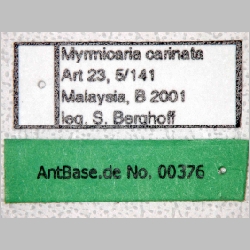 Myrmicaria carinata
Art 23, 5/141
Malaysia, B 2001
leg. S. Berghoff
AntBase.de No. 00376